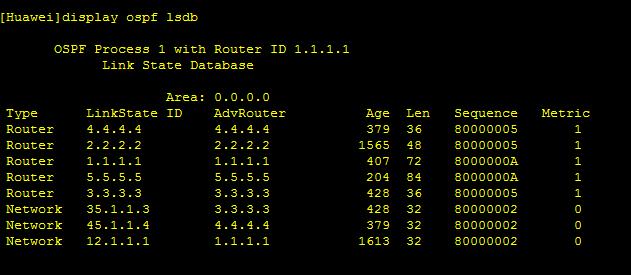 [Huawei]display ospf lsdb
OSPF Process 1 with Router ID 1.1.1.1
Link State Database
Area: 0.0.0.0
Type LinkState ID AdvRouter Age Len Sequence Metric
Router 4.4.4.4 4.4.4.4 379 36 80000005 1
Router 2.2.2.2 2.2.2.2 1565 48 80000005 1
Router 1.1.1.1 1.1.1.1 407 72 8000000A 1
Router 5.5.5.5 5.5.5.5 204 84 8000000A 1
Router 3.3.3.3 3.3.3.3 428 36 80000005 1
Network 35.1.1.3 3.3.3.3 428 32 80000002 0
Network 45.1.1.4 4.4.4.4 379 32 80000002 0
Network 12.1.1.1 1.1.1.1 1613 32 80000002 0